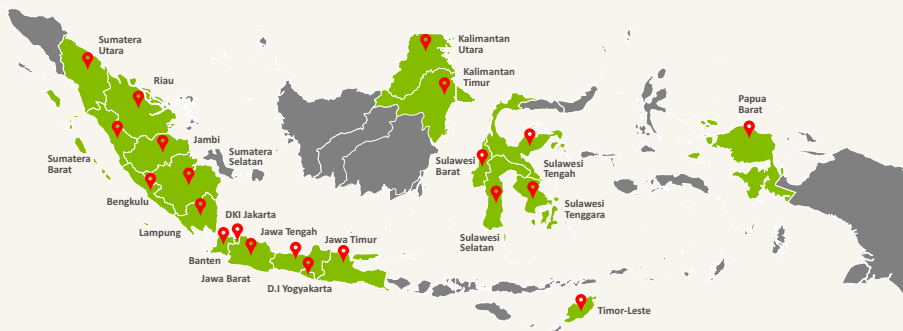 Sumatera
Utara
Riau
Jambi
Sumatera
Selatan
Sumatera
Barat
Bengkulu
Lampung
DKI Jakarta
Banten
Jawa Barat
Jawa Tengah
D.I Yogyakarta
Jawa Timur
Kalimantan
Utara
Kalimantan
Timur
Sulawesi
Barat
Sulawesi
Tengah
Sulawesi
Tenggara
Sulawesi
Selatan
Papua
Barat
Timor-Leste